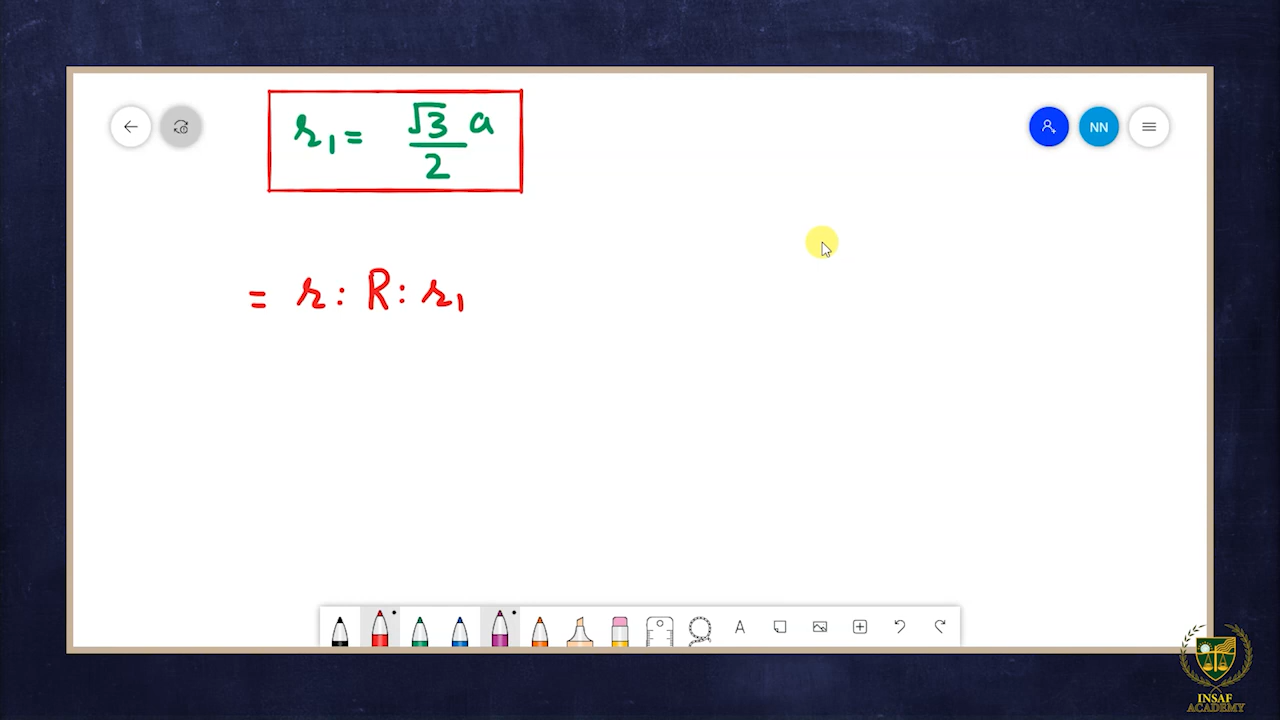 r₁ = √3/2 a
NN
= r : R : r₁
A
INSAF
ACADEMY